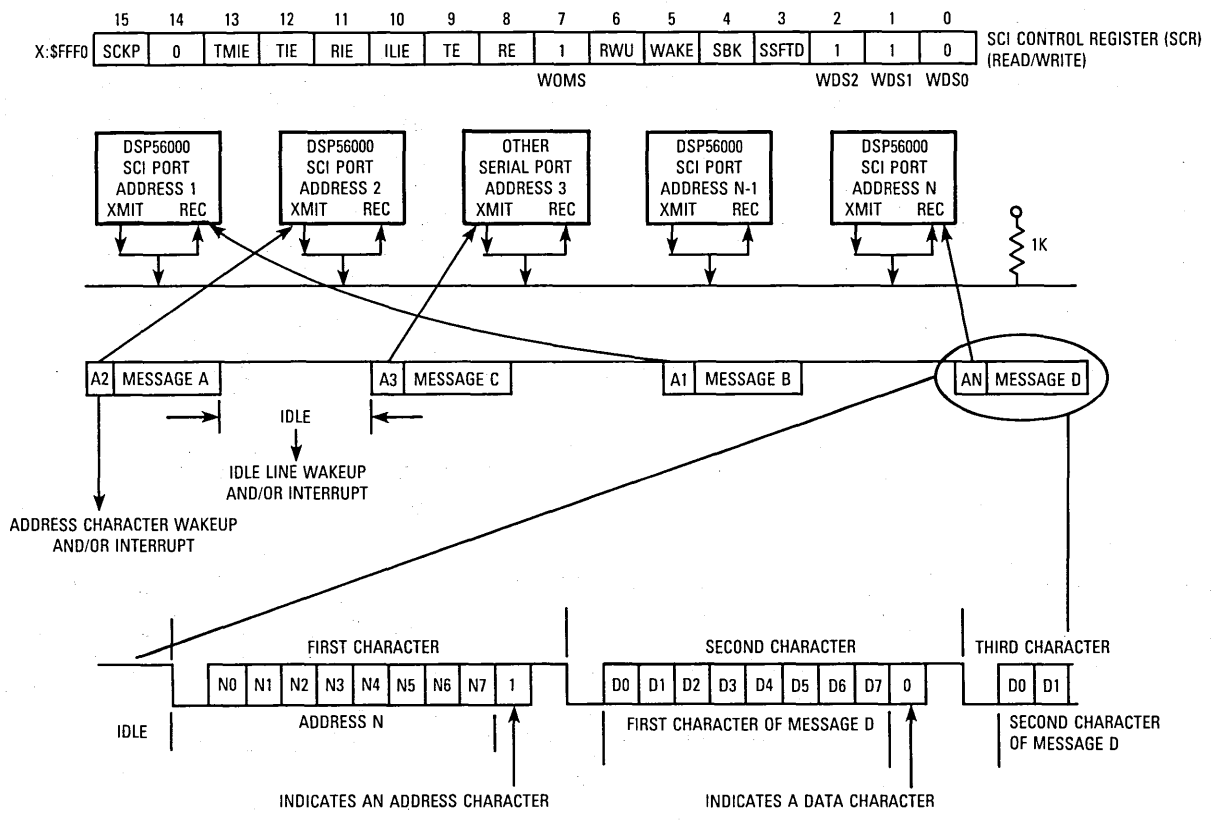 15 14 13 12 11 10 9 8 7 6 5 4 3 2 1 0
X:$FFF0 SCKP 0 TMIE TIE RIE ILIE TE RE 1 RWU WAKE SBK SSFTD 1 1 0
SCI CONTROL REGISTER (SCR)
(READ/WRITE)
WOMS WDS2 WDS1 WDS0
DSP56000
SCI PORT
ADDRESS 1
XMIT REC
DSP56000
SCI PORT
ADDRESS 2
XMIT REC
OTHER
SERIAL PORT
ADDRESS 3
XMIT REC
DSP56000
SCI PORT
ADDRESS N-1
XMIT REC
DSP56000
SCI PORT
ADDRESS N
XMIT REC
1K
A2 MESSAGE A
A3 MESSAGE C
A1 MESSAGE B
AN MESSAGE D
IDLE
IDLE LINE WAKEUP
AND/OR INTERRUPT
ADDRESS CHARACTER WAKEUP
AND/OR INTERRUPT
FIRST CHARACTER
SECOND CHARACTER
THIRD CHARACTER
N0 N1 N2 N3 N4 N5 N6 N7 1
D0 D1 D2 D3 D4 D5 D6 D7 0
D0 D1
IDLE
ADDRESS N
FIRST CHARACTER OF MESSAGE D
SECOND CHARACTER
OF MESSAGE D
INDICATES AN ADDRESS CHARACTER
INDICATES A DATA CHARACTER